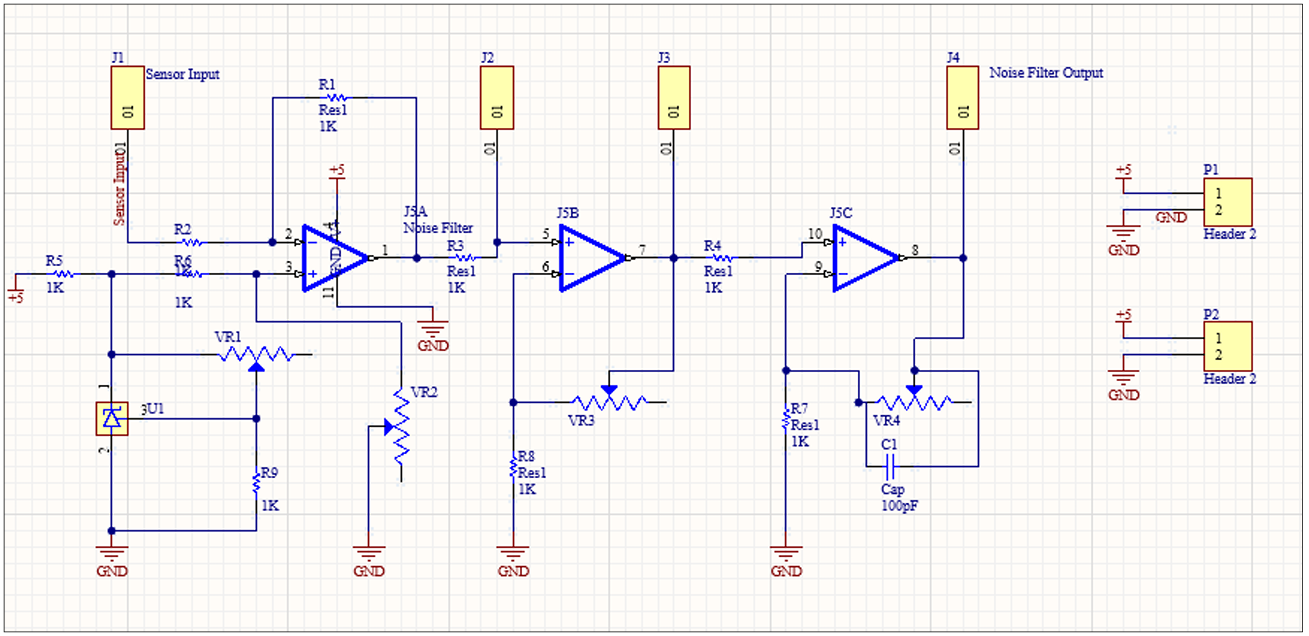 J1
Sensor Input
01
01
Sensor Input
R1
Res1
1K
J2
01
01
J3
01
01
J4
Noise Filter Output
01
01
+5
J5A
Noise Filter
R2
1K
2
3
1
4
11
GND
+5
R5
1K
R6
1K
GND
R3
Res1
1K
J5B
5
6
7
R4
Res1
1K
J5C
10
9
8
+5
GND
GND
P1
1
2
Header 2
+5
GND
P2
1
2
Header 2
VR1
VR2
1
3
U1
2
R9
1K
VR3
R8
Res1
1K
R7
Res1
1K
VR4
C1
Cap
100pF
GND
GND
GND
GND